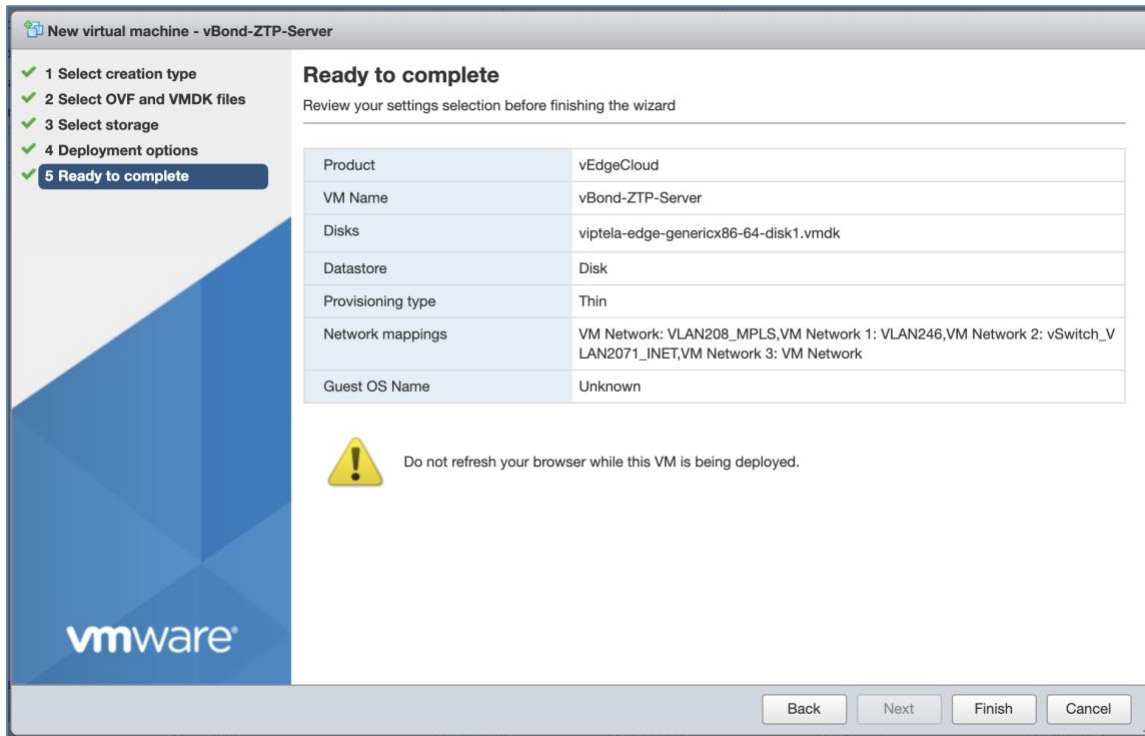 New virtual machine - vBond-ZTP-Server
1 Select creation type
2 Select OVF and VMDK files
3 Select storage
4 Deployment options
5 Ready to complete
Ready to complete
Review your settings selection before finishing the wizard
Product vEdgeCloud
VM Name vBond-ZTP-Server
Disks viptela-edge-genericx86-64-disk1.vmdk
Datastore Disk
Provisioning type Thin
Network mappings VM Network: VLAN208_MPLS,VM Network 1: VLAN246,VM Network 2: vSwitch_V
LAN2071_INET,VM Network 3: VM Network
Guest OS Name Unknown
Do not refresh your browser while this VM is being deployed.
vmware®
Back Next Finish Cancel